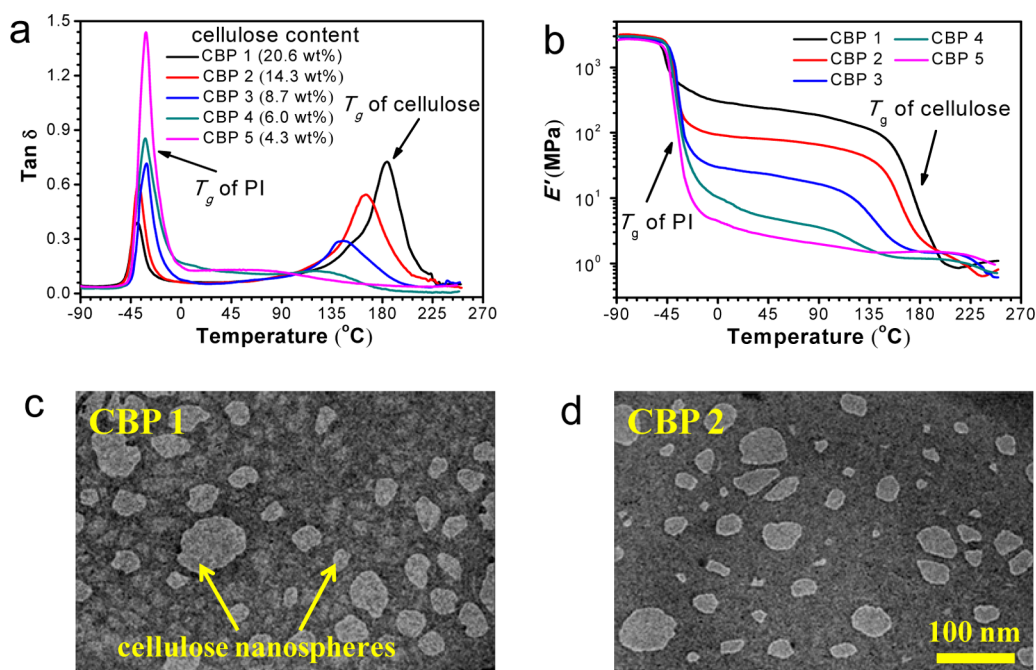 a
cellulose content
CBP 1 (20.6 wt%)
CBP 2 (14.3 wt%)
CBP 3 (8.7 wt%)
CBP 4 (6.0 wt%)
CBP 5 (4.3 wt%)
Tg of cellulose
Tg of PI
Tan δ
1.5
1.2
0.9
0.6
0.3
0.0
-90 -45 0 45 90 135 180 225 270
Temperature (°C)
b
CBP 1 CBP 4
CBP 2 CBP 5
CBP 3
Tg of cellulose
Tg of PI
E′(MPa)
10³
10²
10¹
10⁰
-90 -45 0 45 90 135 180 225 270
Temperature (°C)
c
CBP 1
cellulose nanospheres
d
CBP 2
100 nm